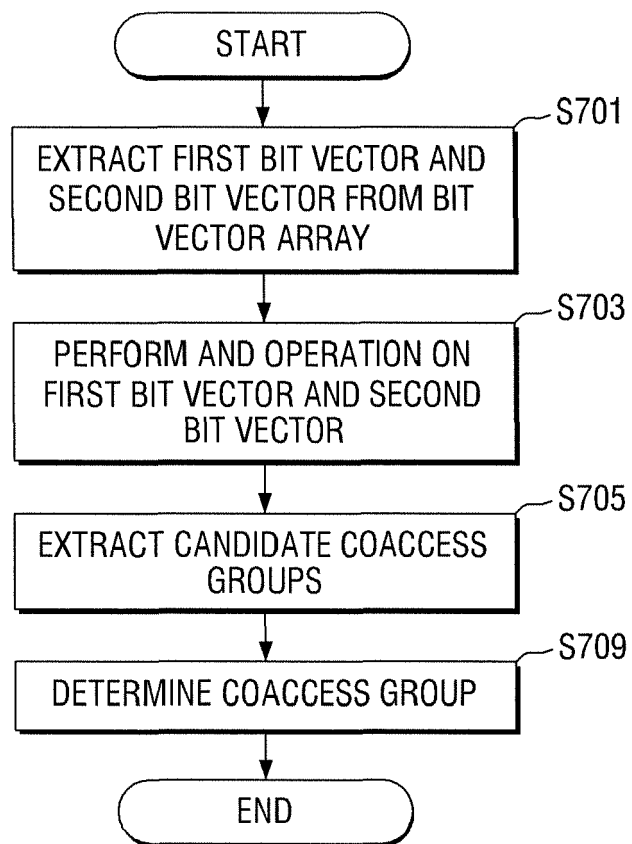 START
S701
EXTRACT FIRST BIT VECTOR AND
SECOND BIT VECTOR FROM BIT
VECTOR ARRAY
S703
PERFORM AND OPERATION ON
FIRST BIT VECTOR AND SECOND
BIT VECTOR
S705
EXTRACT CANDIDATE COACCESS
GROUPS
S709
DETERMINE COACCESS GROUP
END